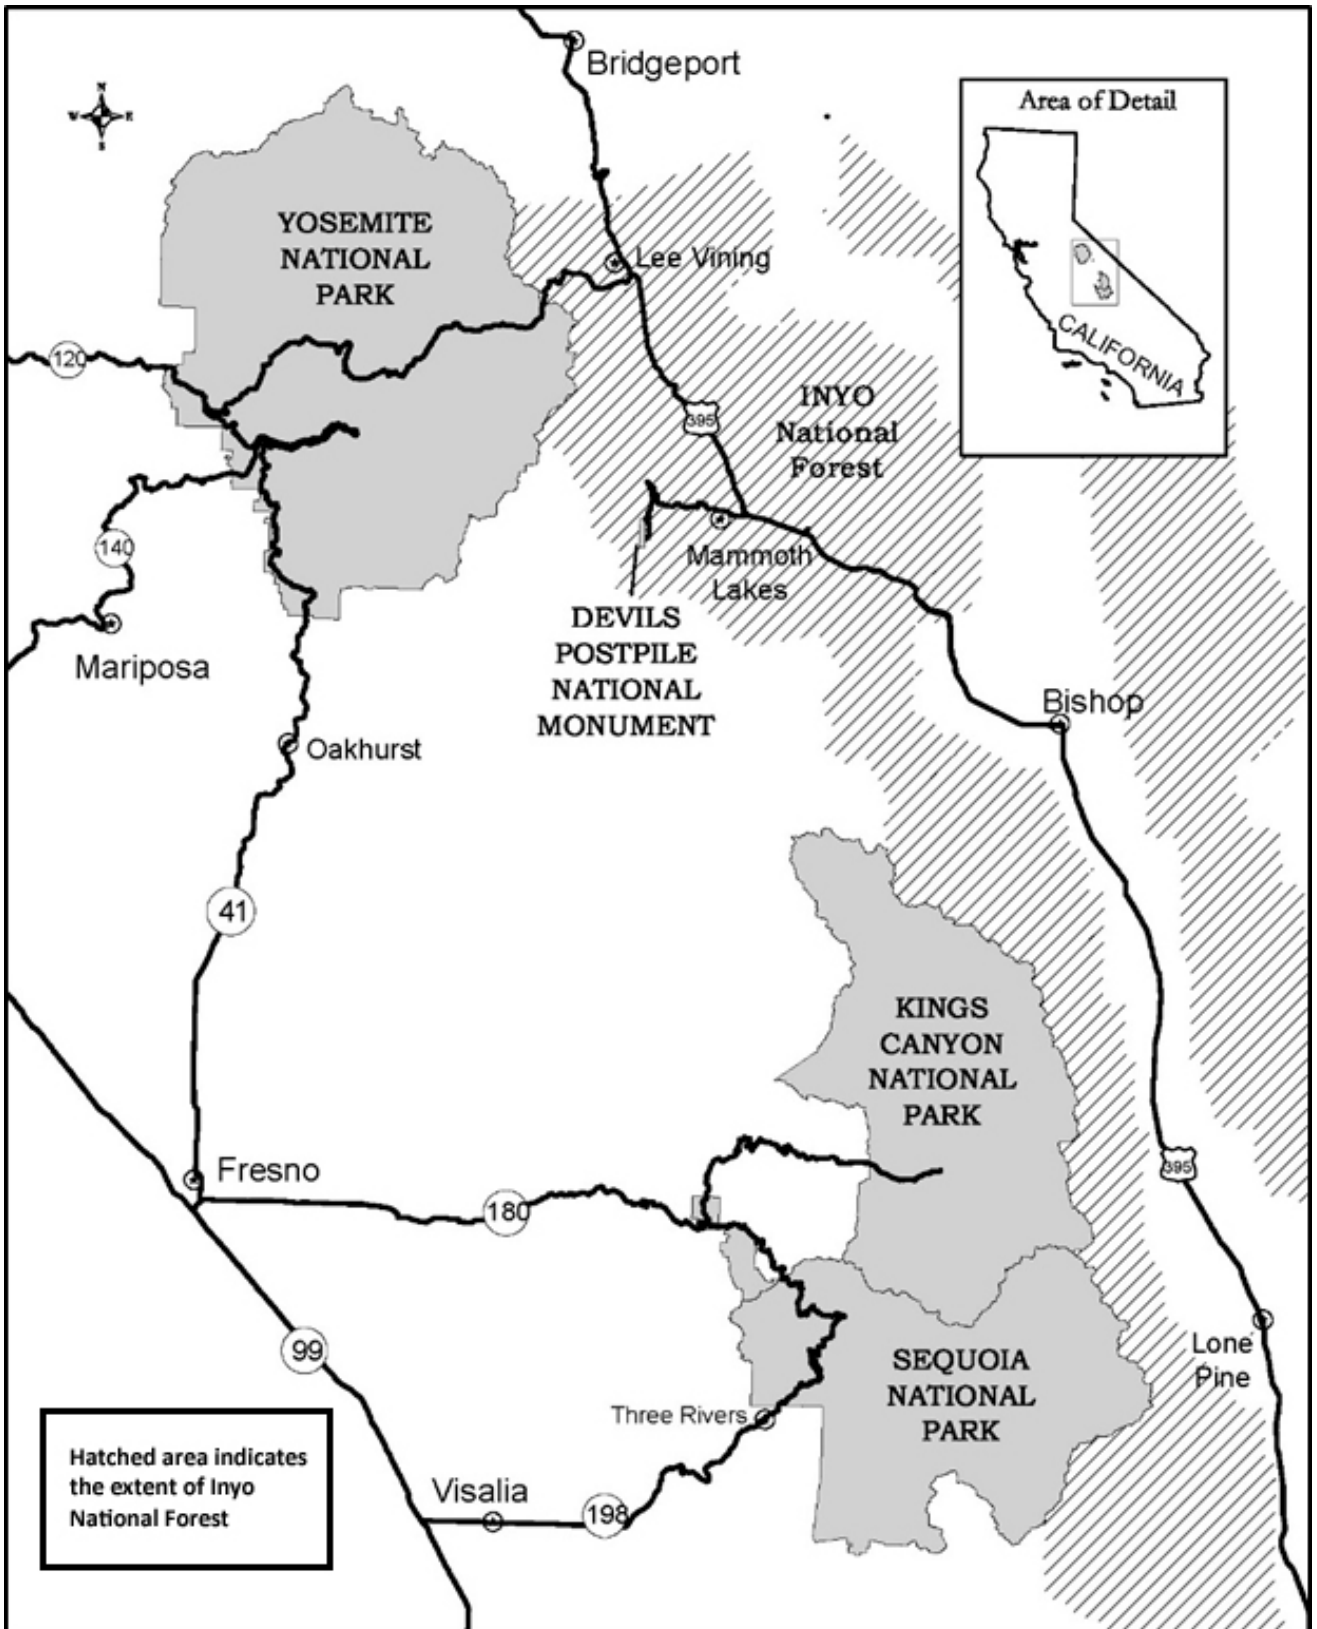 Bridgeport
N
W
E
S
Area of Detail
CALIFORNIA
YOSEMITE
NATIONAL
PARK
Lee Vining
120
395
INYO
National
Forest
140
Mammoth
Lakes
DEVILS
POSTPILE
NATIONAL
MONUMENT
Mariposa
Bishop
Oakhurst
41
KINGS
CANYON
NATIONAL
PARK
Fresno
395
180
99
Lone
Pine
SEQUOIA
NATIONAL
PARK
Three Rivers
Hatched area indicates
the extent of Inyo
National Forest
Visalia
198